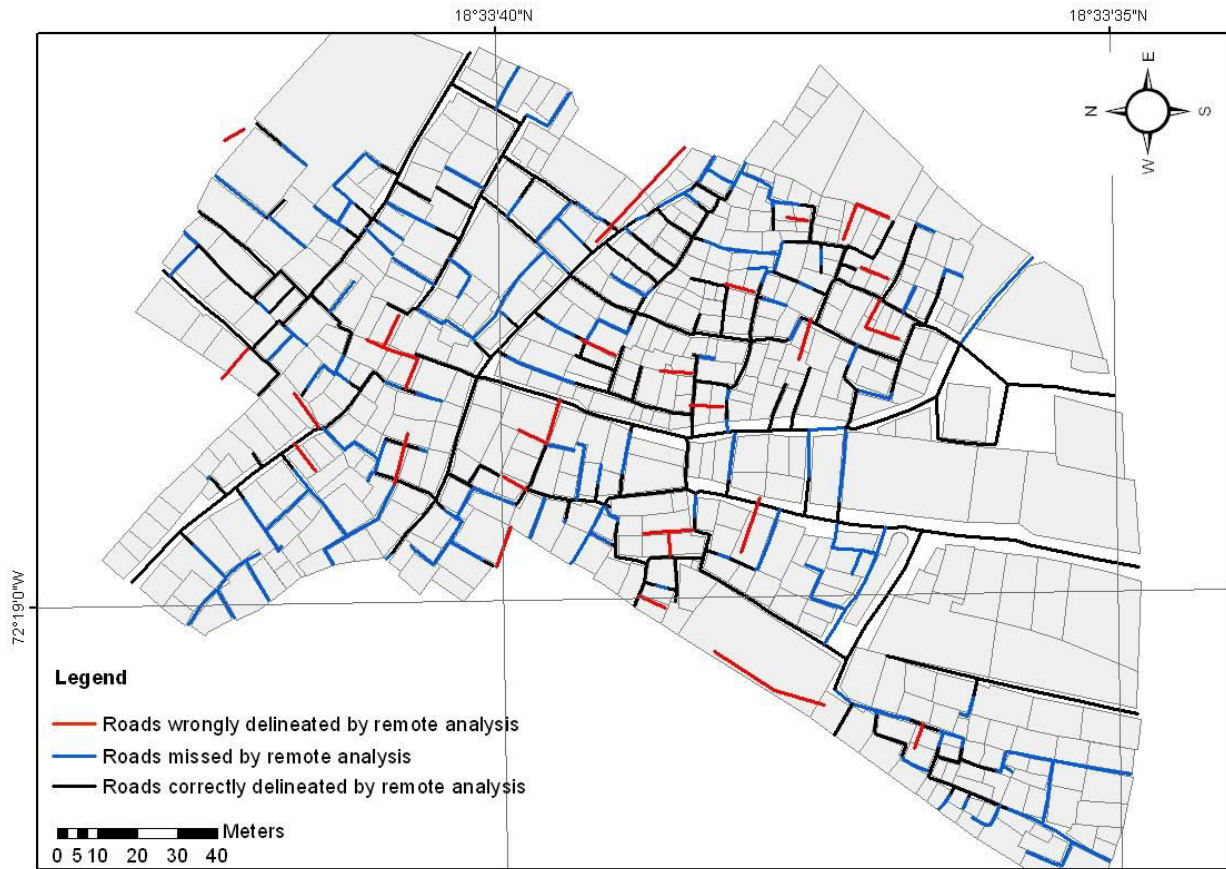 18°33'40"N
18°33'35"N
E
N
S
W
72°19'0"W
Legend
Roads wrongly delineated by remote analysis
Roads missed by remote analysis
Roads correctly delineated by remote analysis
Meters
0 5 10 20 30 40